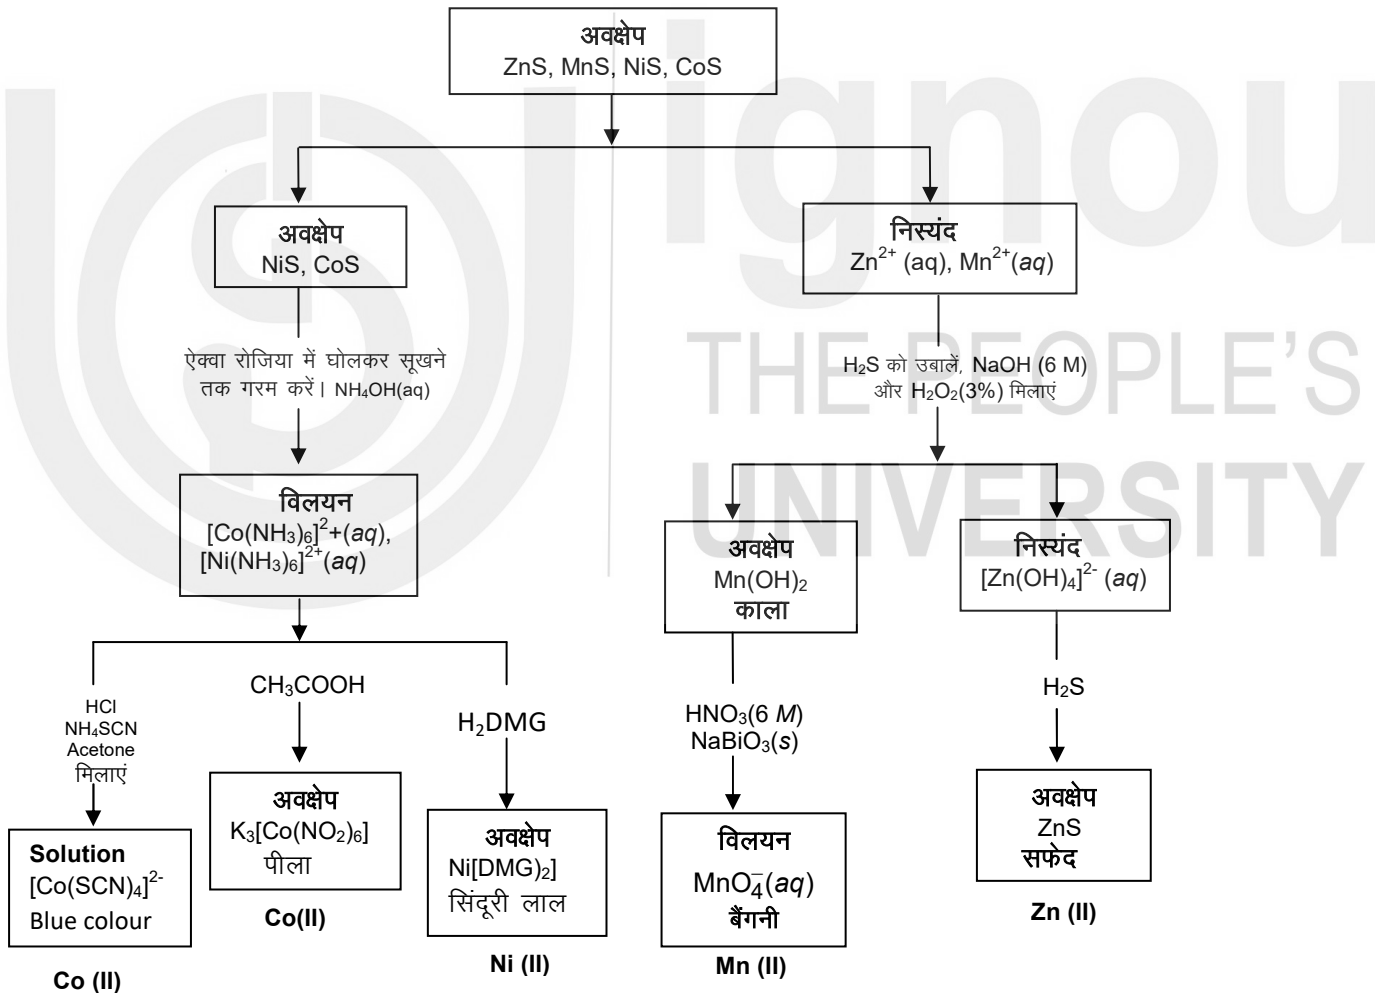 अवक्षेप
ZnS, MnS, NiS, CoS
ignou
THE PEOPLE'S
UNIVERSITY
अवक्षेप
NiS, CoS
निस्यंद
Zn²⁺ (aq), Mn²⁺(aq)
ऐक्वा रोजिया में घोलकर सूखने
तक गरम करें। NH₄OH(aq)
H₂S को उबालें, NaOH (6 M)
और H₂O₂(3%) मिलाएं
विलयन
[Co(NH₃)₆]²+(aq),
[Ni(NH₃)₆]²⁺(aq)
अवक्षेप
Mn(OH)₂
काला
निस्यंद
[Zn(OH)₄]²⁻ (aq)
HCl
NH₄SCN
Acetone
मिलाएं
CH₃COOH
H₂DMG
HNO₃(6 M)
NaBiO₃(s)
H₂S
Solution
[Co(SCN)₄]²⁻
Blue colour
Co (II)
अवक्षेप
K₃[Co(NO₂)₆]
पीला
Co(II)
अवक्षेप
Ni[DMG)₂]
सिंदूरी लाल
Ni (II)
विलयन
MnO₄⁻(aq)
बैंगनी
Mn (II)
अवक्षेप
ZnS
सफेद
Zn (II)